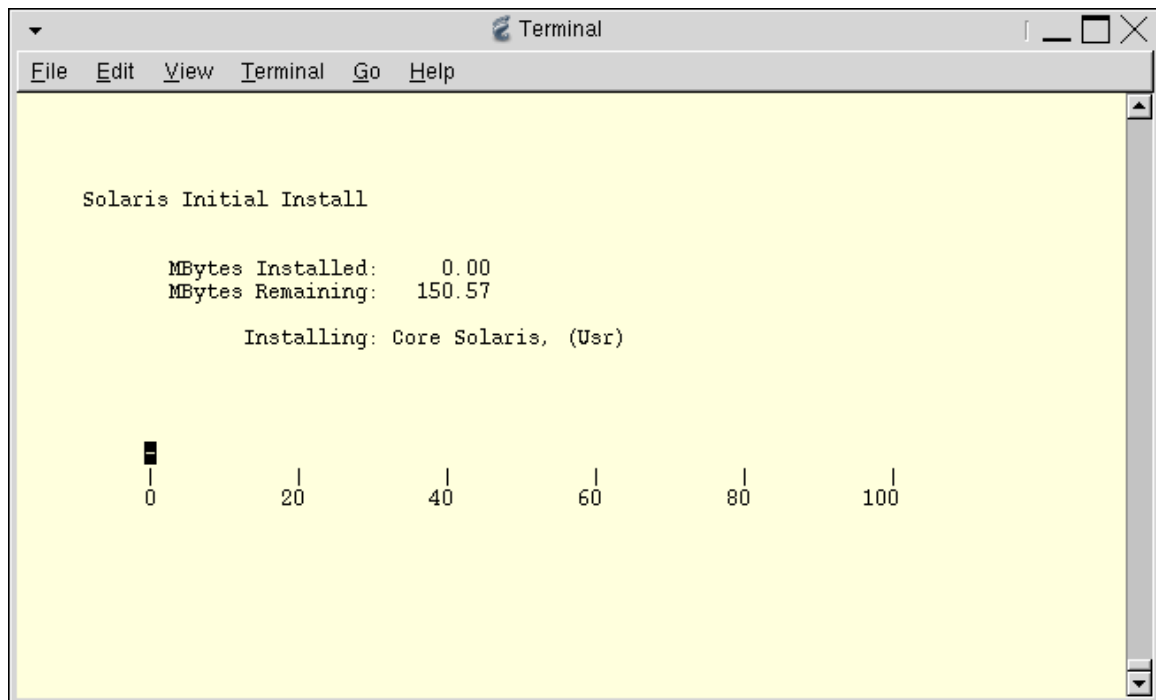 Terminal
File Edit View Terminal Go Help
Solaris Initial Install
MBytes Installed: 0.00
MBytes Remaining: 150.57
Installing: Core Solaris, (Usr)
-
| | | | | |
0 20 40 60 80 100